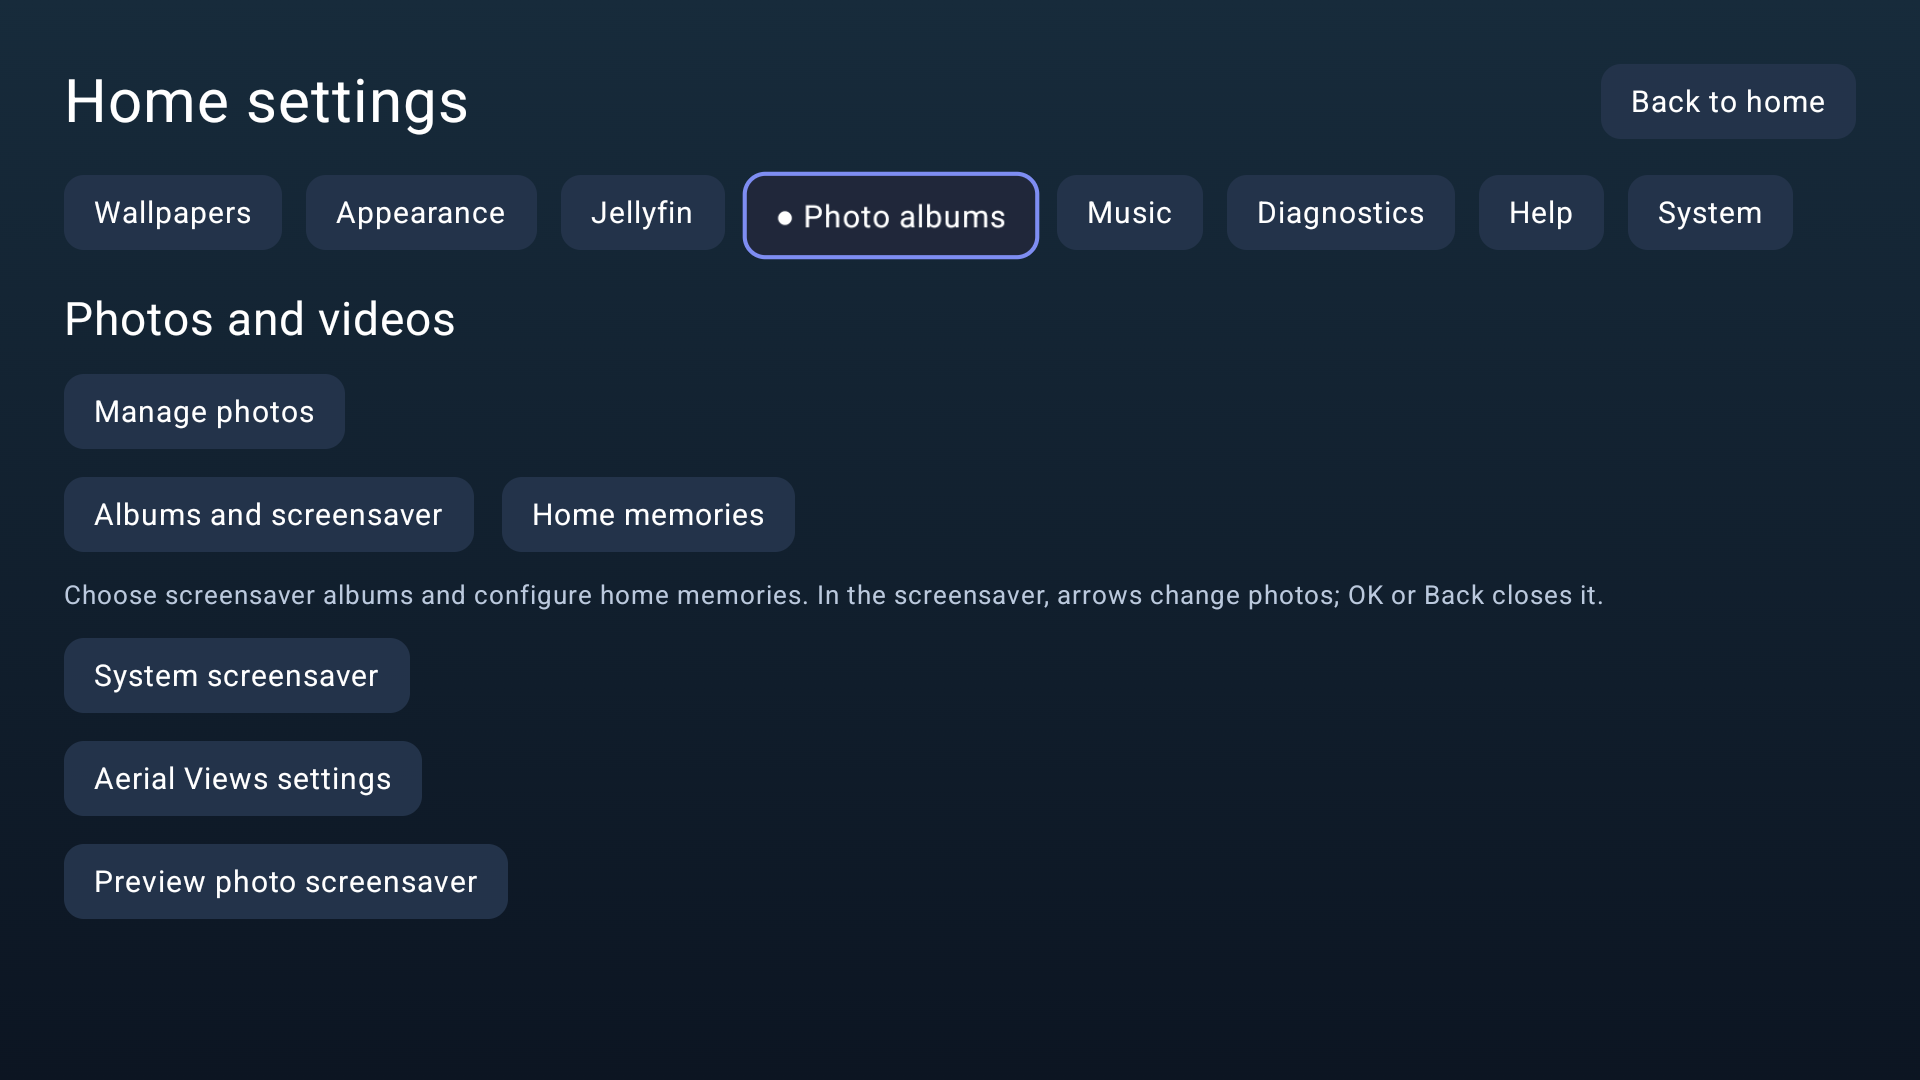 Home settings
Back to home
Wallpapers
Appearance
Jellyfin
● Photo albums
Music
Diagnostics
Help
System
Photos and videos
Manage photos
Albums and screensaver
Home memories
Choose screensaver albums and configure home memories. In the screensaver, arrows change photos; OK or Back closes it.
System screensaver
Aerial Views settings
Preview photo screensaver